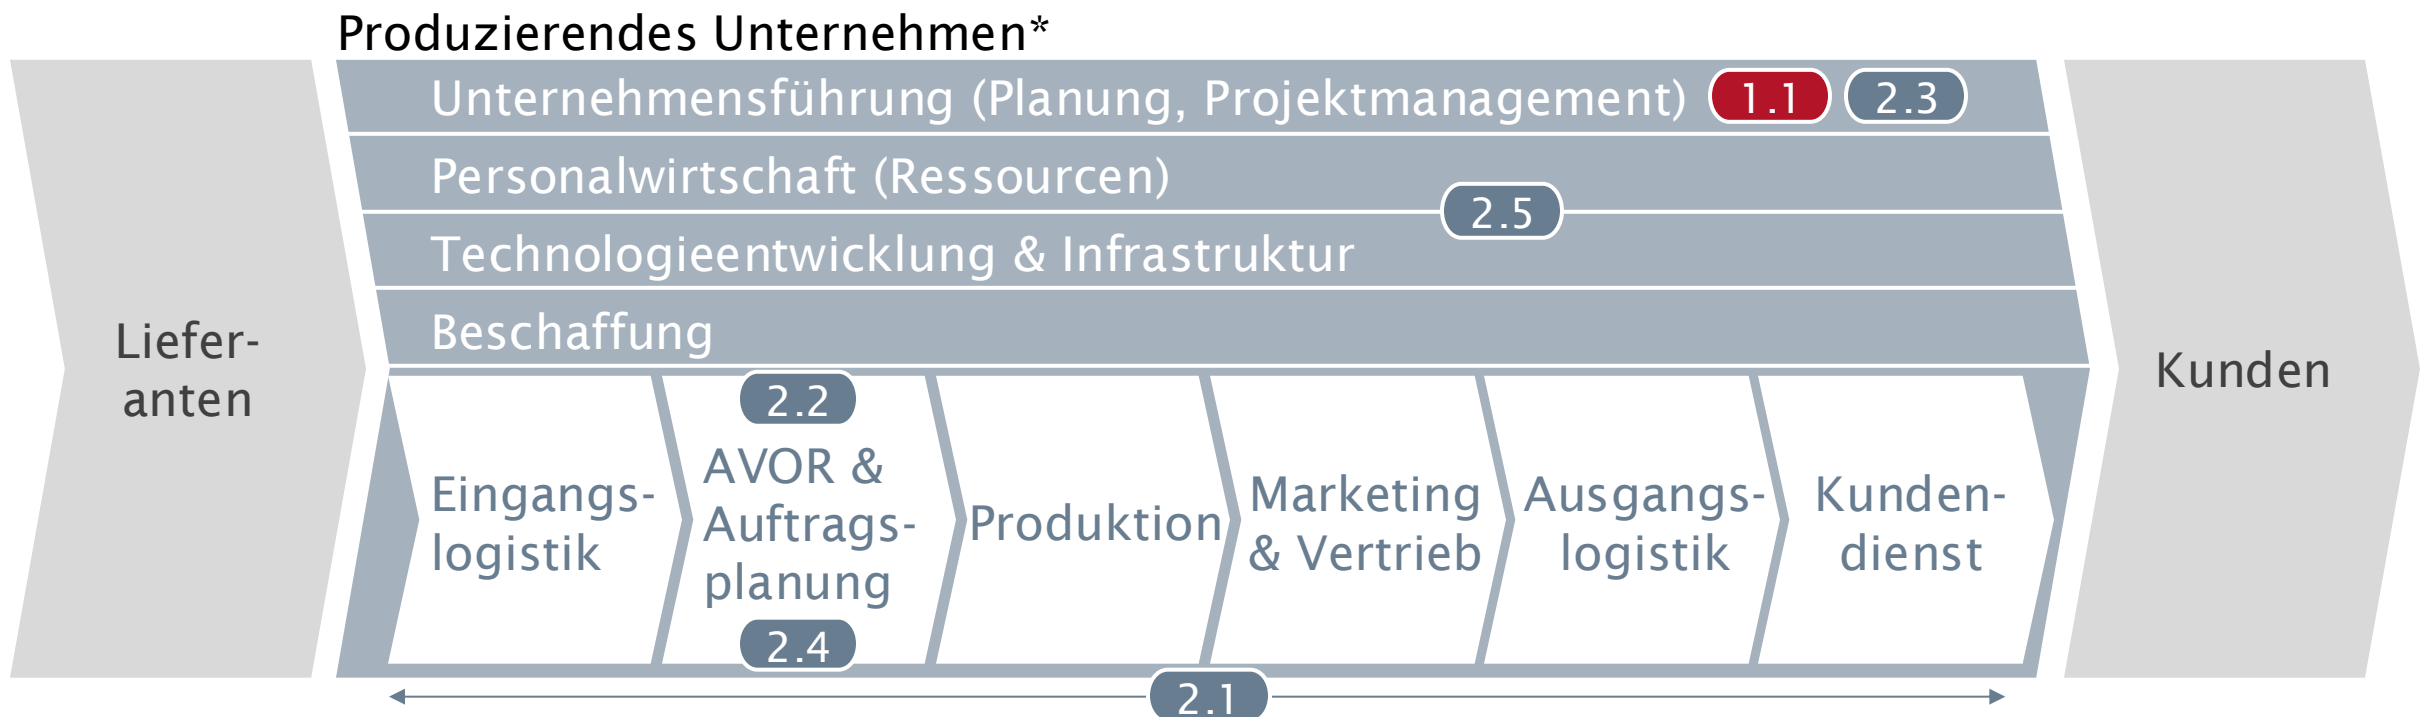 Produzierendes Unternehmen*
Unternehmensführung (Planung, Projektmanagement) 1.1 2.3
Personalwirtschaft (Ressourcen)
2.5
Technologieentwicklung & Infrastruktur
Beschaffung
Liefer-
anten
2.2
AVOR &
Auftrags-
planung
2.4
Eingangs-
logistik
Produktion
Marketing
& Vertrieb
Ausgangs-
logistik
Kunden-
dienst
Kunden
2.1